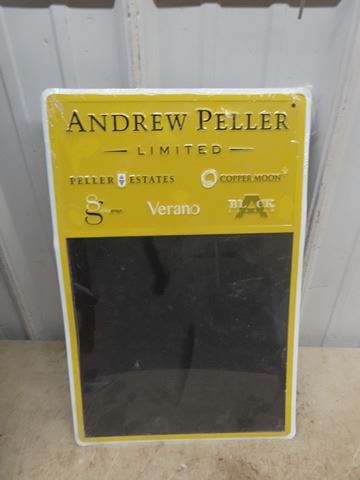 ANDREW PELLER
LIMITED
PELLER ESTATES COPPER MOON
Verano BLACK